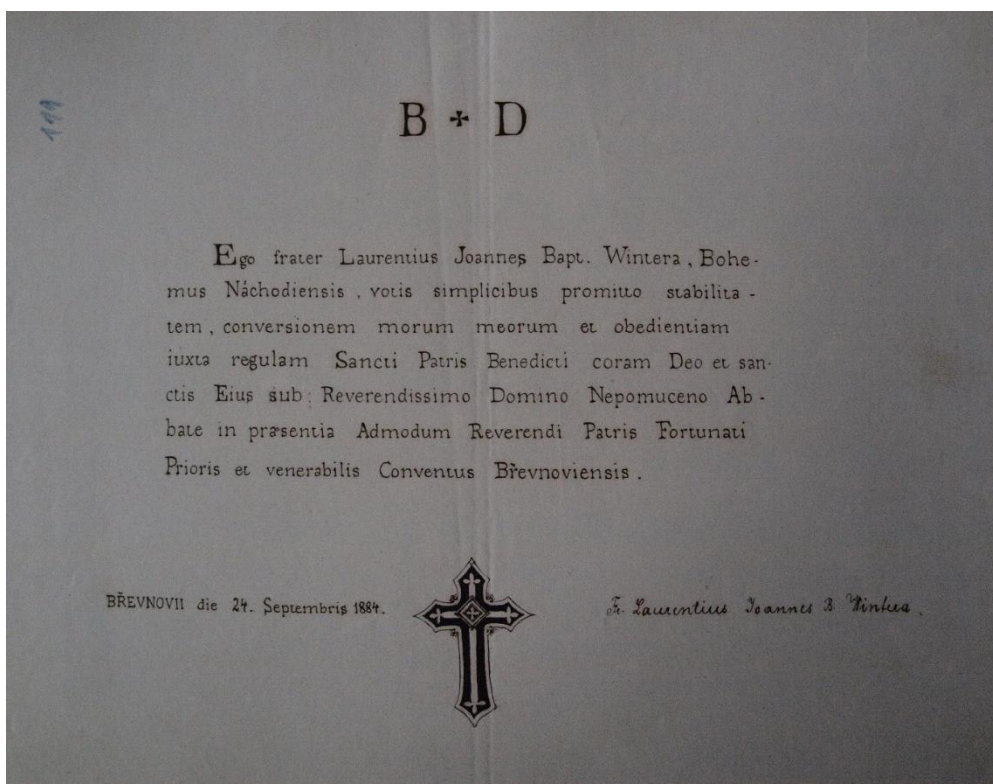 199
B + D
Ego frater Laurentius Joannes Bapt. Wintera, Bohe-
mus Náchodiensis, votis simplicibus promitto stabilita-
tem, conversionem morum meorum et obedientiam
iuxta regulam Sancti Patris Benedicti coram Deo et san-
ctis Eius sub: Reverendissimo Domino Nepomuceno Ab-
bate in præsentia Admodum Reverendi Patris Fortunati
Prioris et venerabilis Conventus Břevnoviensis.
BŘEVNOVII die 24. Septembris 1884.
Fr. Laurentius Joannes B Wintera.